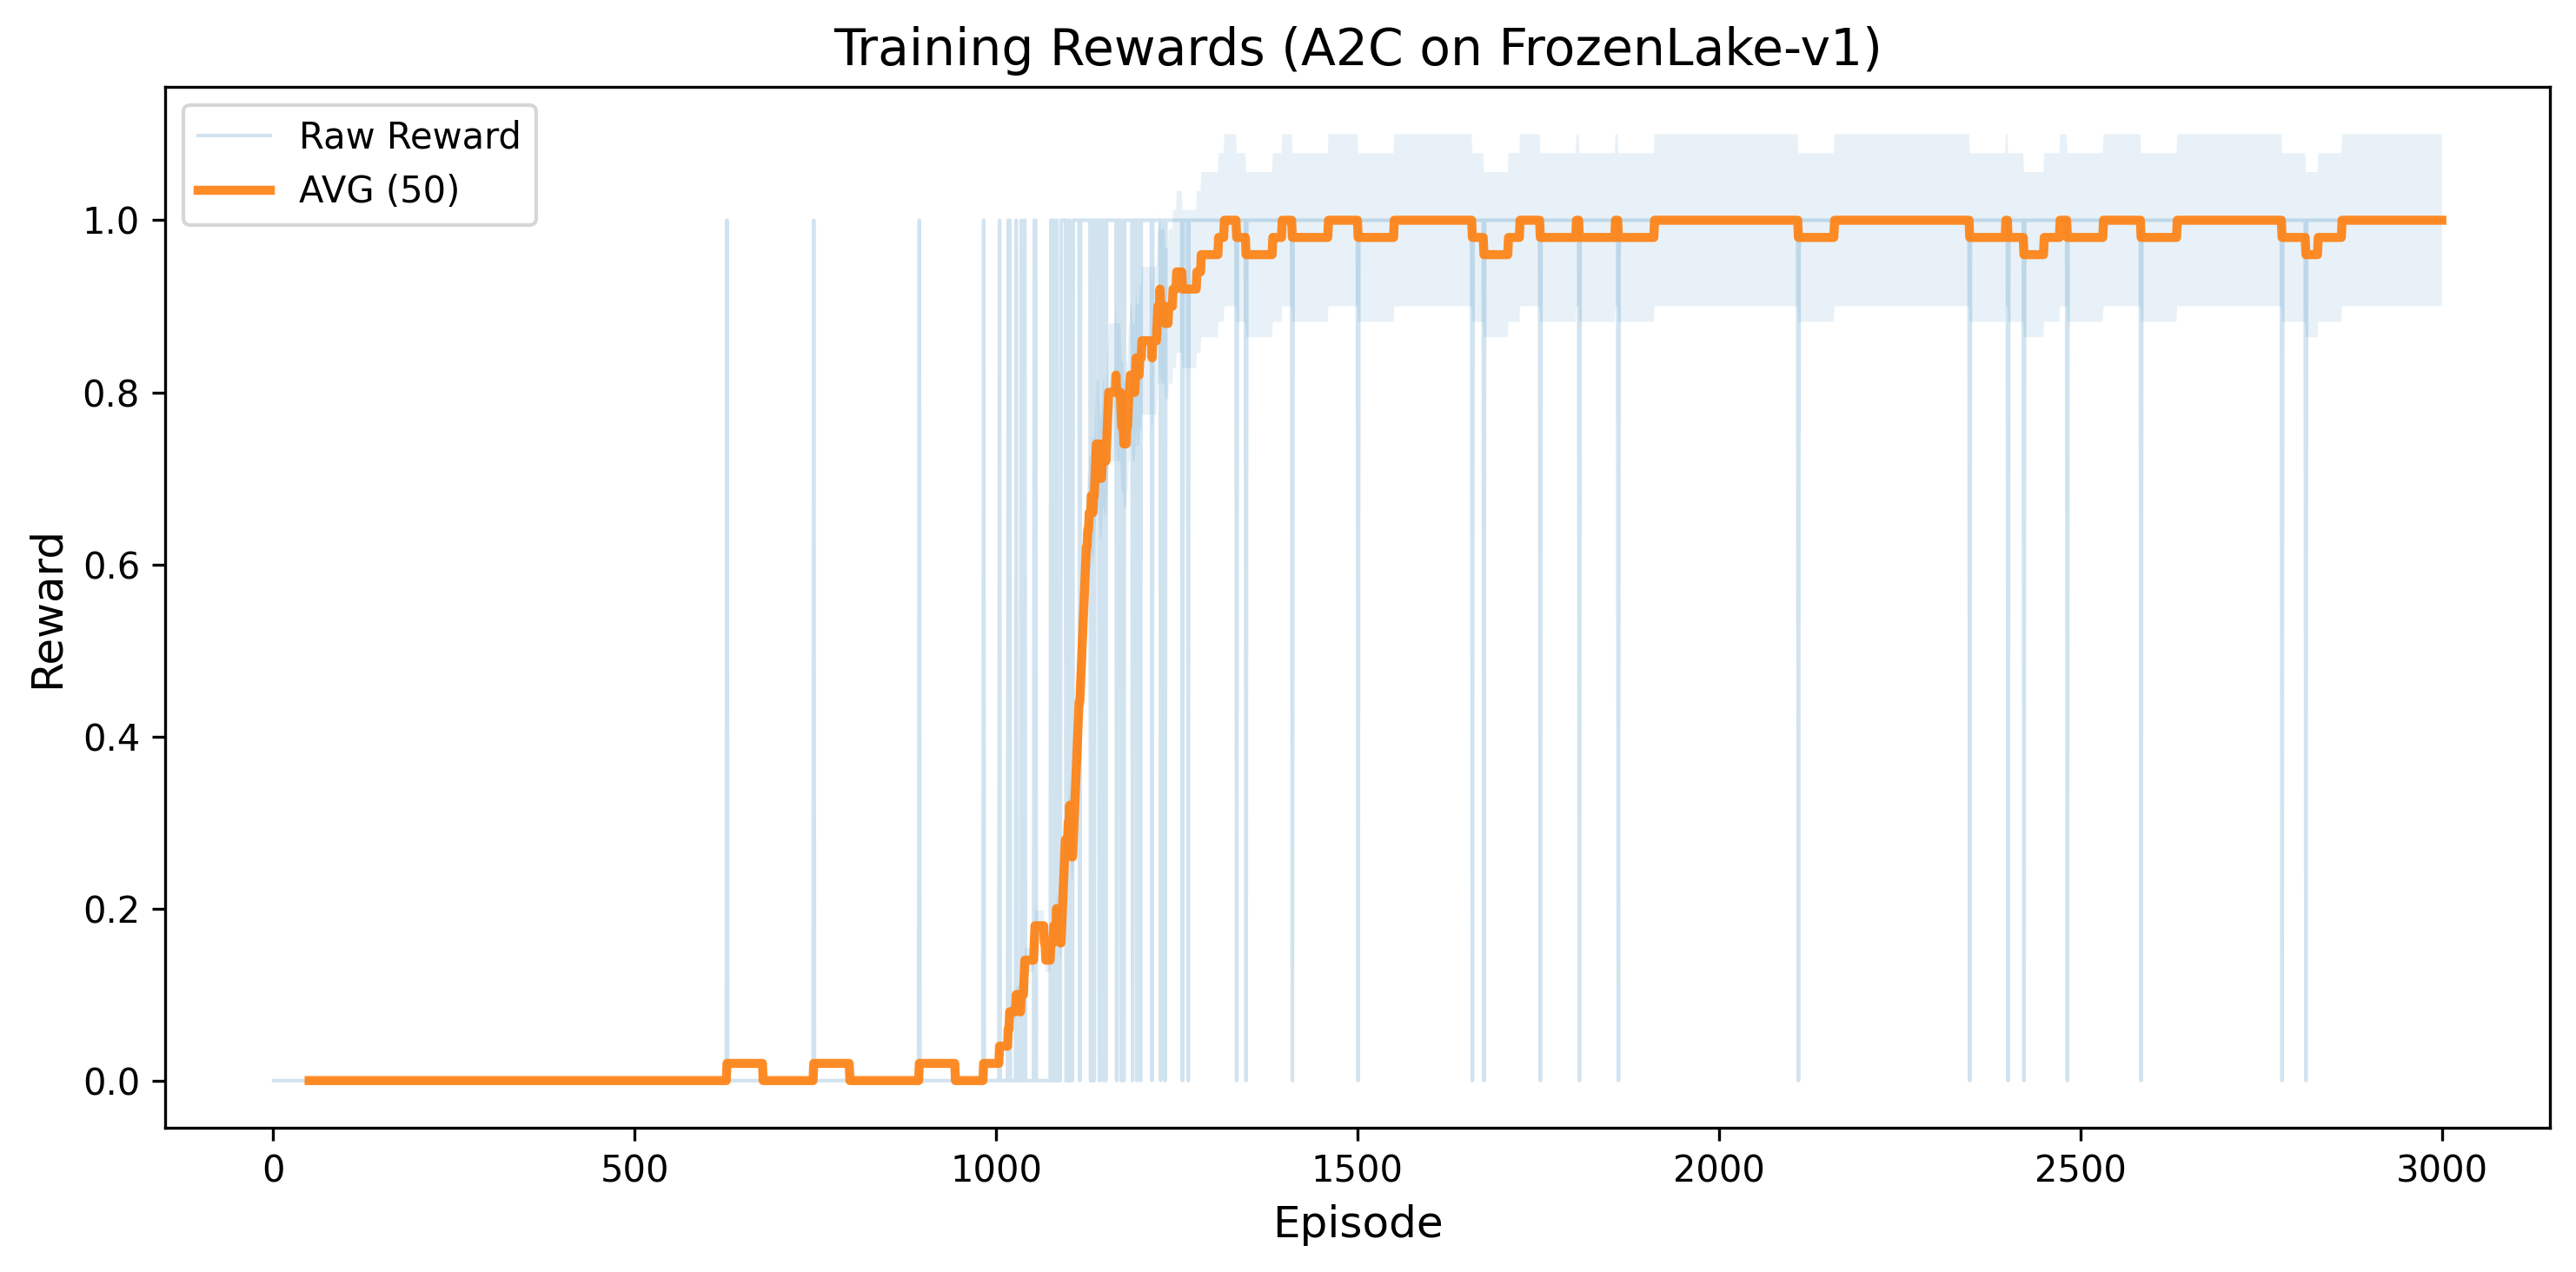 Training Rewards (A2C on FrozenLake-v1)
Raw Reward
AVG (50)
1.0
0.8
0.6
0.4
0.2
0.0
Reward
0 500 1000 1500 2000 2500 3000
Episode